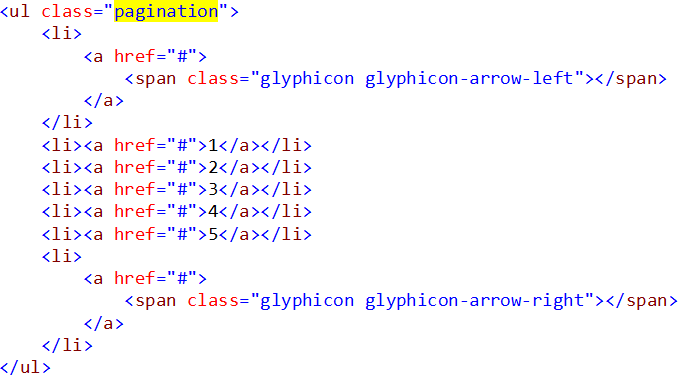 <ul class="pagination">
    <li>
        <a href="#">
            <span class="glyphicon glyphicon-arrow-left"></span>
        </a>
    </li>
    <li><a href="#">1</a></li>
    <li><a href="#">2</a></li>
    <li><a href="#">3</a></li>
    <li><a href="#">4</a></li>
    <li><a href="#">5</a></li>
    <li>
        <a href="#">
            <span class="glyphicon glyphicon-arrow-right"></span>
        </a>
    </li>
</ul>